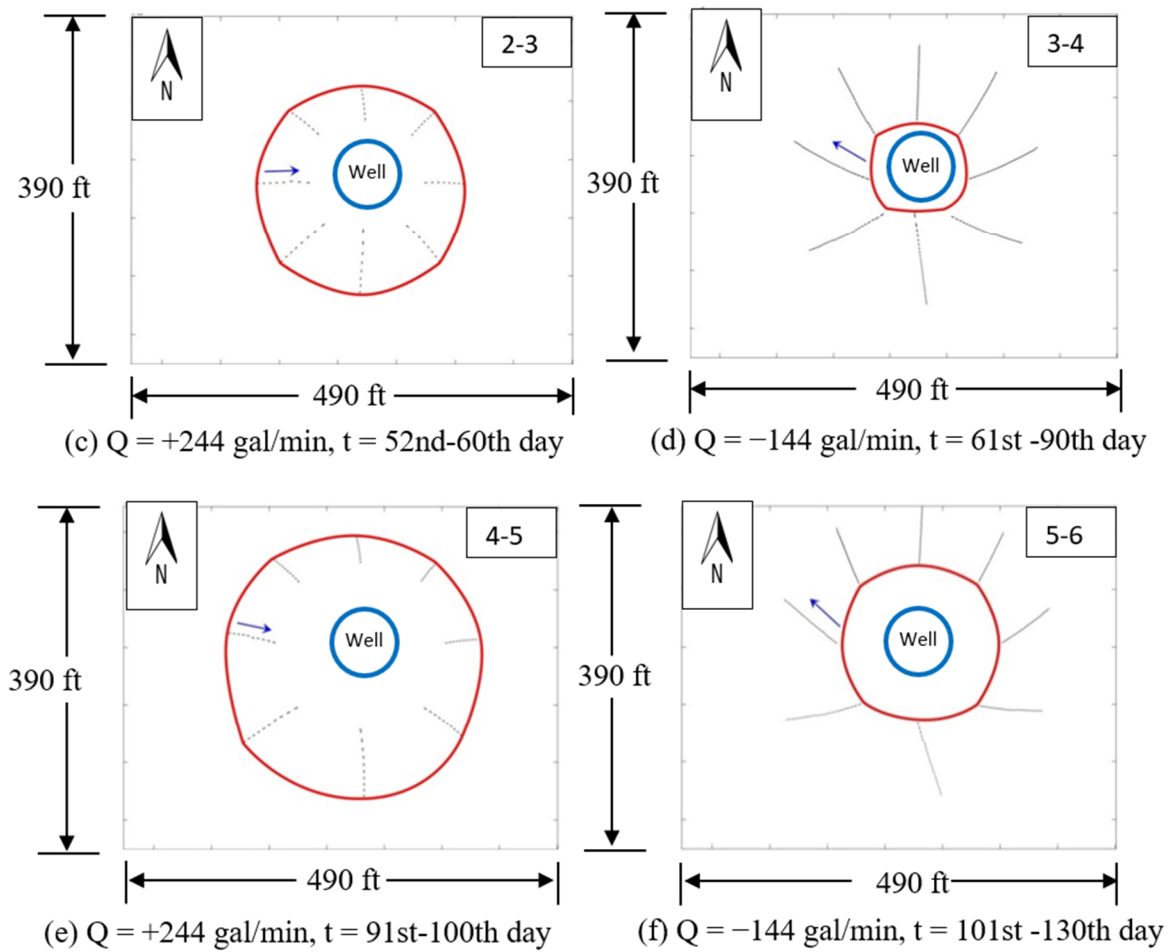 N
2-3
Well
390 ft
490 ft
(c) Q = +244 gal/min, t = 52nd-60th day
N
3-4
Well
390 ft
490 ft
(d) Q = −144 gal/min, t = 61st -90th day
N
4-5
Well
390 ft
490 ft
(e) Q = +244 gal/min, t = 91st-100th day
N
5-6
Well
390 ft
490 ft
(f) Q = −144 gal/min, t = 101st -130th day